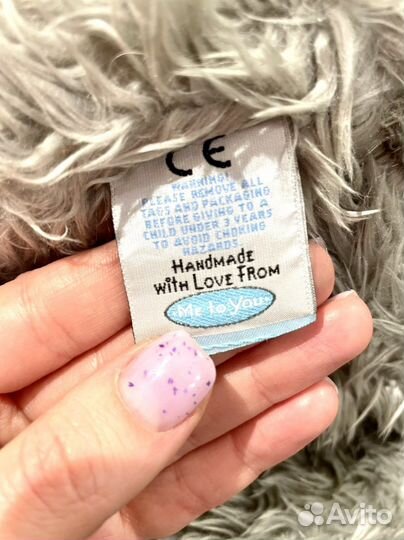 CE
WARNING!
PLEASE REMOVE ALL
TAGS AND PACKAGING
BEFORE GIVING TO A
CHILD UNDER 3 YEARS
TO AVOID CHOKING
HAZARDS.
HANDMADE
WITH LOVE FROM
Me to You
Avito